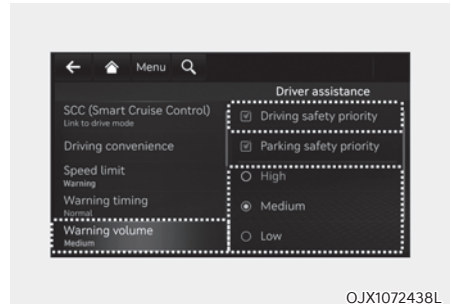 Menu
Driver assistance
SCC (Smart Cruise Control)
Link to drive mode
Driving convenience
Speed limit
Warning
Warning timing
Normal
Warning volume
Medium
Driving safety priority
Parking safety priority
High
Medium
Low
OJX1072438L